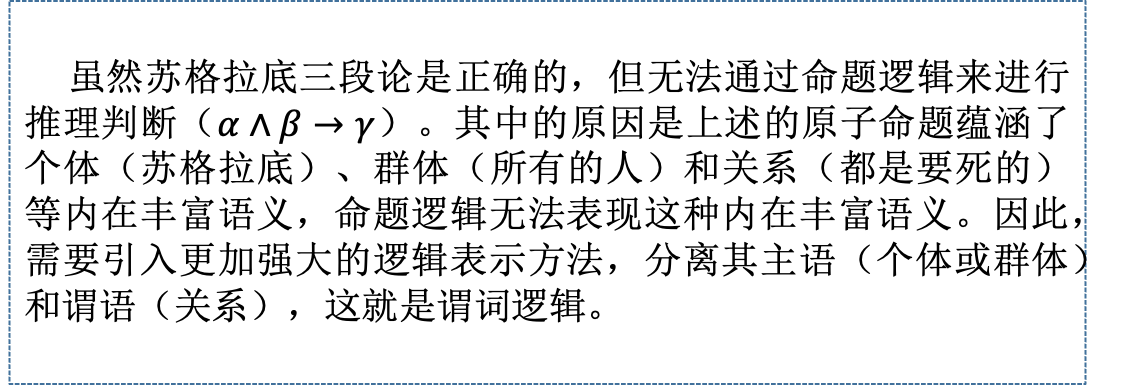 虽然苏格拉底三段论是正确的，但无法通过命题逻辑来进行
推理判断（α ∧ β → γ）。其中的原因是上述的原子命题蕴涵了
个体（苏格拉底）、群体（所有的人）和关系（都是要死的）
等内在丰富语义，命题逻辑无法表现这种内在丰富语义。因此，
需要引入更加强大的逻辑表示方法，分离其主语（个体或群体）
和谓语（关系），这就是谓词逻辑。